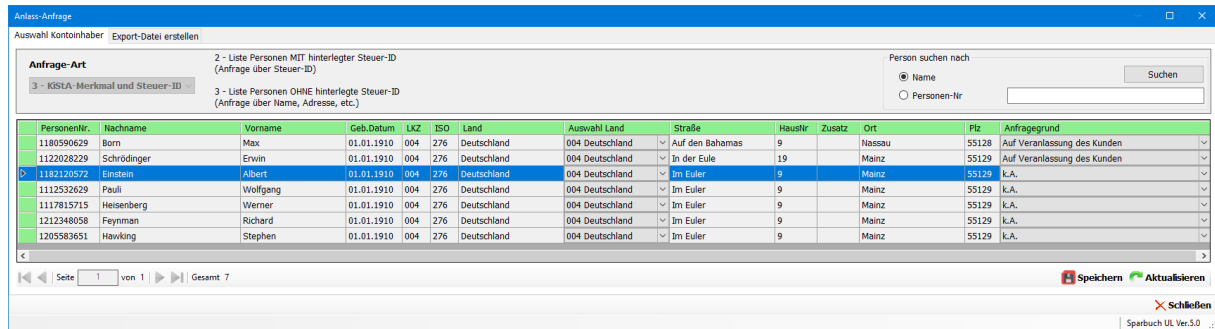 Anlass-Anfrage
Auswahl Kontoinhaber Export-Datei erstellen
Anfrage-Art
3 - KiStA-Merkmal und Steuer-ID
2 - Liste Personen MIT hinterlegter Steuer-ID
(Anfrage über Steuer-ID)
3 - Liste Personen OHNE hinterlegte Steuer-ID
(Anfrage über Name, Adresse, etc.)
Person suchen nach
Name
Personen-Nr
Suchen
PersonenNr. Nachname Vorname Geb.Datum LKZ ISO Land Auswahl Land Straße HausNr Zusatz Ort Plz Anfragegrund
1180590629 Born Max 01.01.1910 004 276 Deutschland 004 Deutschland Auf den Bahamas 9 Nassau 55128 Auf Veranlassung des Kunden
1122028229 Schrödinger Erwin 01.01.1910 004 276 Deutschland 004 Deutschland In der Eule 19 Mainz 55129 Auf Veranlassung des Kunden
1182120572 Einstein Albert 01.01.1910 004 276 Deutschland 004 Deutschland Im Euler 9 Mainz 55129 k.A.
1112532629 Pauli Wolfgang 01.01.1910 004 276 Deutschland 004 Deutschland Im Euler 9 Mainz 55129 k.A.
1117815715 Heisenberg Werner 01.01.1910 004 276 Deutschland 004 Deutschland Im Euler 9 Mainz 55129 k.A.
1212348058 Feynman Richard 01.01.1910 004 276 Deutschland 004 Deutschland Im Euler 9 Mainz 55129 k.A.
1205583651 Hawking Stephen 01.01.1910 004 276 Deutschland 004 Deutschland Im Euler 9 Mainz 55129 k.A.
Seite 1 von 1 Gesamt 7
Speichern Aktualisieren
Schließen
Sparbuch UL Ver.5.0